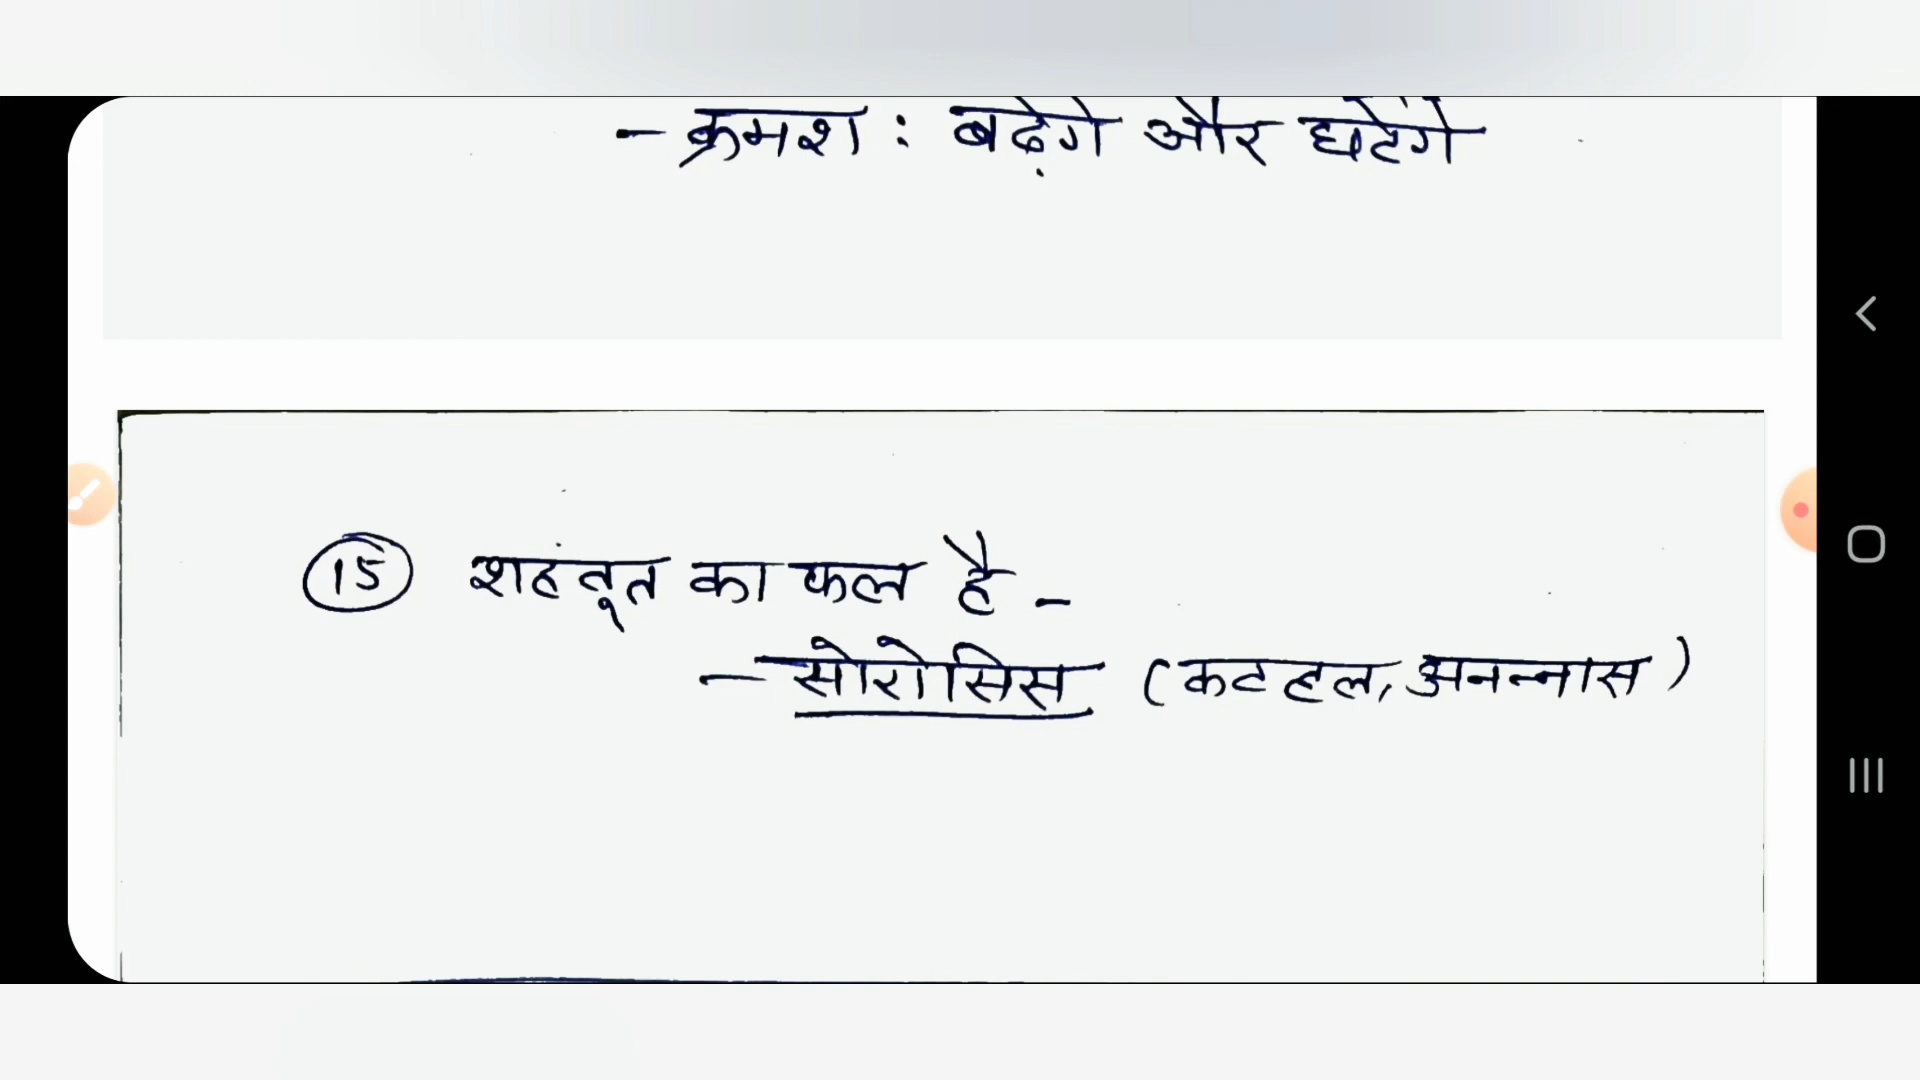 - क्रमश: बढ़ेगे और घटेंगे
15 शहतूत का फल है -
- सोरोसिस (कटहल, अनन्नास)